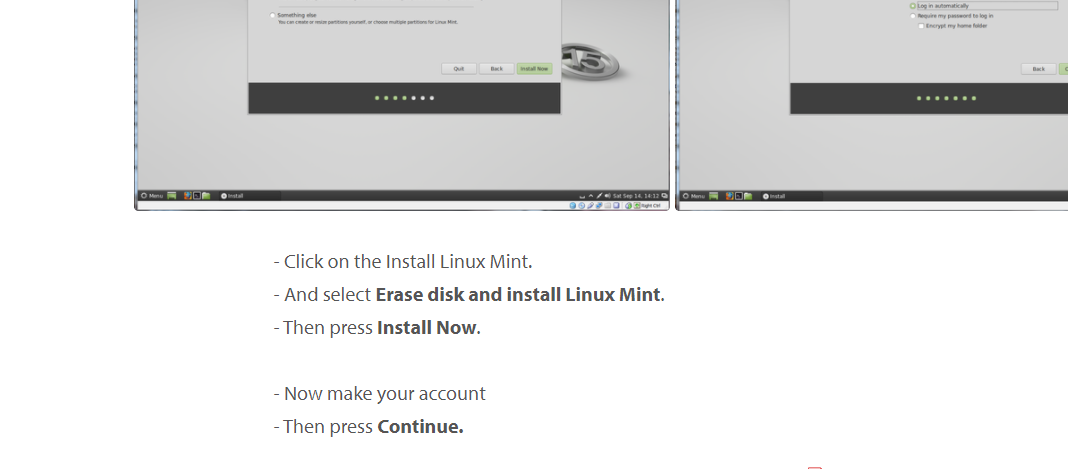 Something else
You can create or resize partitions yourself, or choose multiple partitions for Linux Mint.
Quit Back Install Now
Menu Install Sat Sep 14, 14:12
Right Ctrl
Log in automatically
Require my password to log in
Encrypt my home folder
Back
Menu Install
- Click on the Install Linux Mint.
- And select Erase disk and install Linux Mint.
- Then press Install Now.
- Now make your account
- Then press Continue.